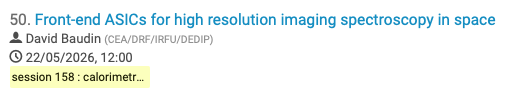 50. Front-end ASICs for high resolution imaging spectroscopy in space
David Baudin (CEA/DRF/IRFU/DEDIP)
22/05/2026, 12:00
session 158 : calorimetr…